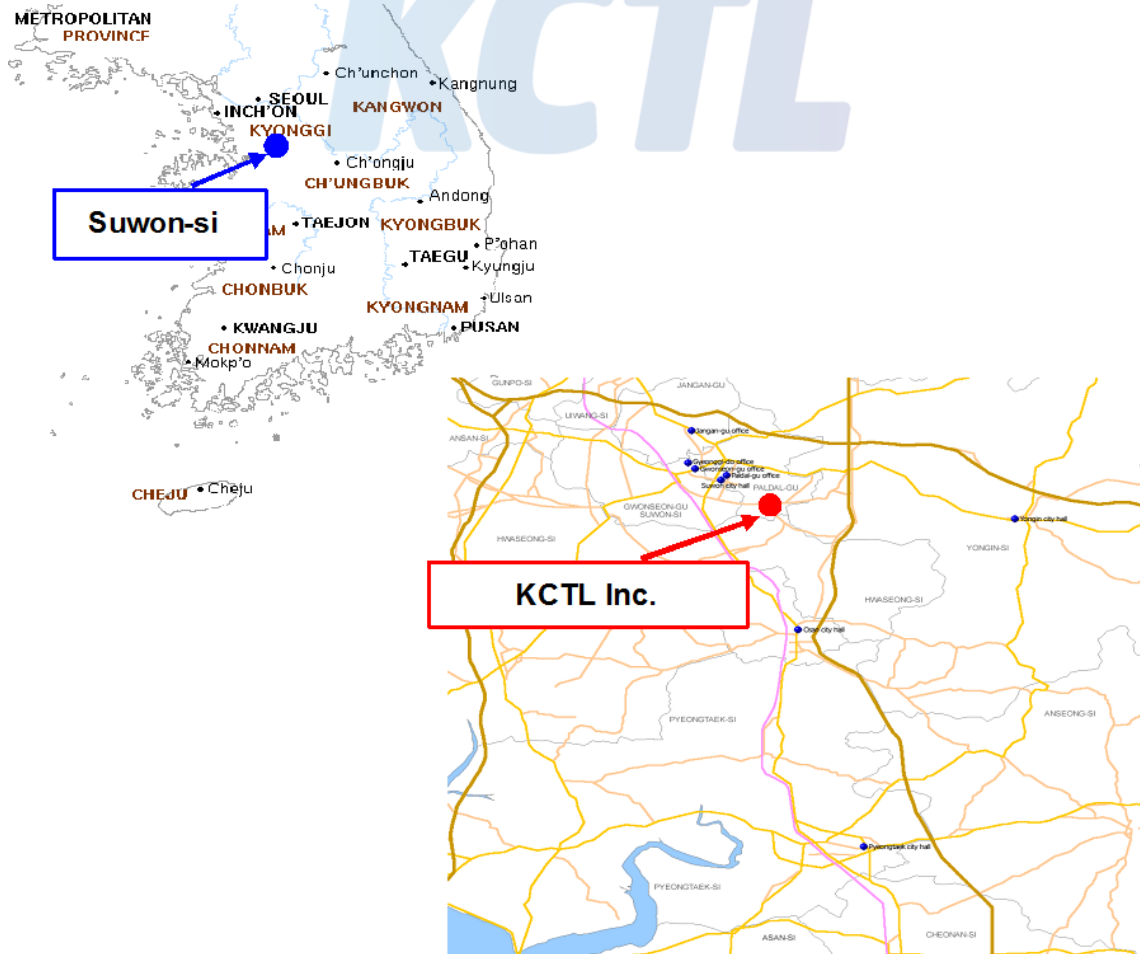 KCTL
METROPOLITAN
PROVINCE
Ch'unchon
Kangnung
SEOUL
KANGWON
INCH'ON
KYONGGI
Ch'ongju
CH'UNGBUK
Andong
Suwon-si
AM
TAEJON
KYONGBUK
P'ohan
TAEGU
Kyungju
Chonju
CHONBUK
Ulsan
KYONGNAM
KWANGJU
PUSAN
CHONNAM
Mokp'o
CHEJU
Cheju
GUNPO-SI
JANGAN-GU
UIWANG-SI
Jangan-gu office
ANSAN-SI
Gyeonggi-do office
Gwonseon-gu office
Paldal-gu office
Suwon city hall
PALDAL-GU
GWONSEON-GU
SUWON-SI
Yongin city hall
HWASEONG-SI
YONGIN-SI
KCTL Inc.
HWASEONG-SI
Osan city hall
PYEONGTAEK-SI
ANSEONG-SI
Pyeongtaek city hall
PYEONGTAEK-SI
ASAN-SI
CHEONAN-SI